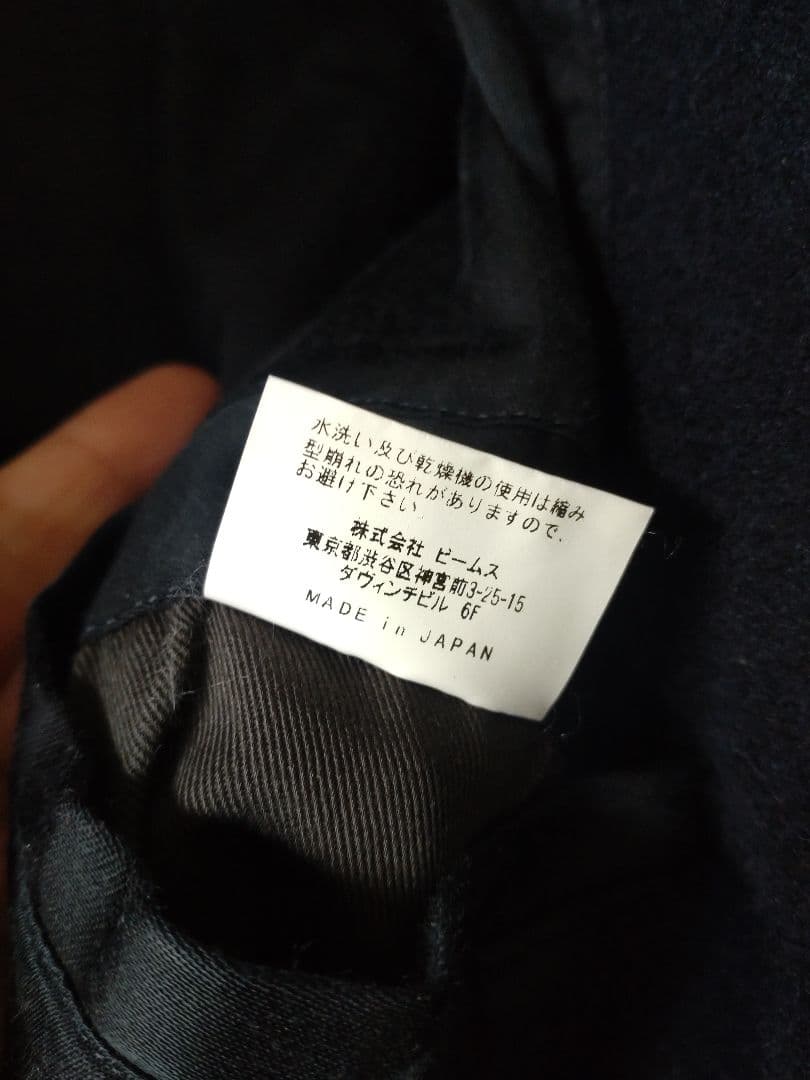 水洗い及び乾燥機の使用は縮み
型崩れの恐れがありますので、
お避け下さい
株式会社 ビームス
東京都渋谷区神宮前3-25-15
ダヴィンチビル 6F
MADE in JAPAN